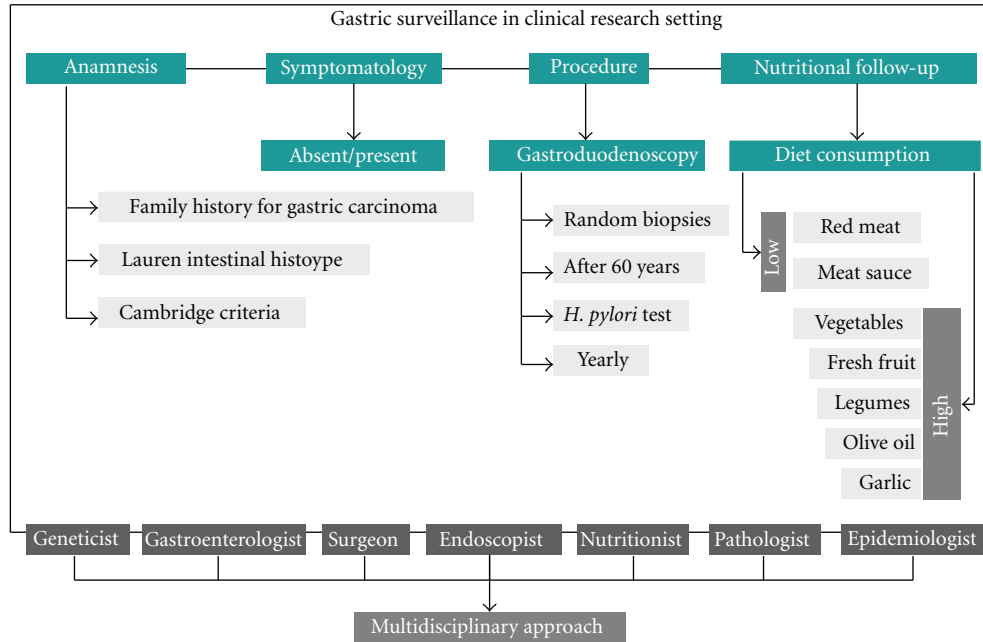 Gastric surveillance in clinical research setting
Anamnesis
Symptomatology
Procedure
Nutritional follow-up
Absent/present
Gastroduodenoscopy
Diet consumption
Family history for gastric carcinoma
Lauren intestinal histoype
Cambridge criteria
Random biopsies
After 60 years
H. pylori test
Yearly
Low
Red meat
Meat sauce
Vegetables
Fresh fruit
Legumes
Olive oil
Garlic
High
Geneticist
Gastroenterologist
Surgeon
Endoscopist
Nutritionist
Pathologist
Epidemiologist
Multidisciplinary approach